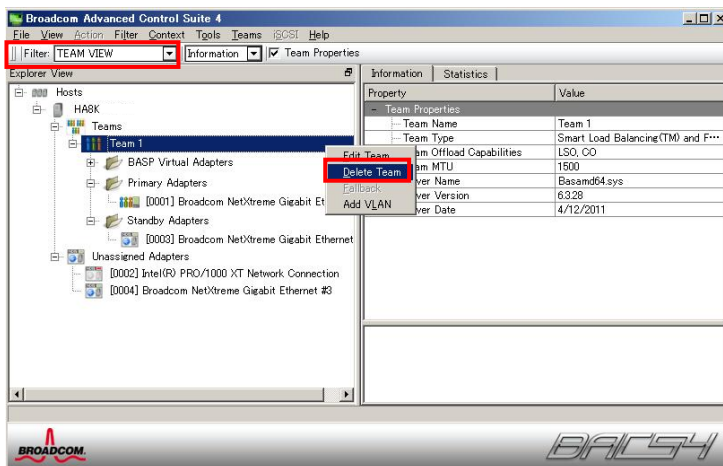 Broadcom Advanced Control Suite 4
File View Action Filter Context Tools Teams iSCSI Help
Filter: TEAM VIEW Information Team Properties
Explorer View
Hosts
HA8K
Teams
Team 1
BASP Virtual Adapters
Primary Adapters
[0001] Broadcom NetXtreme Gigabit Et
Standby Adapters
[0003] Broadcom NetXtreme Gigabit Ethernet
Unassigned Adapters
[0002] Intel(R) PRO/1000 XT Network Connection
[0004] Broadcom NetXtreme Gigabit Ethernet #3
Edit Team
Delete Team
Fallback
Add VLAN
Information Statistics
Property Value
Team Properties
Team Name Team 1
Team Type Smart Load Balancing(TM) and F…
am Offload Capabilities LSO, CO
am MTU 1500
ver Name Basamd64.sys
ver Version 6.3.28
ver Date 4/12/2011
BROADCOM.
BACS4